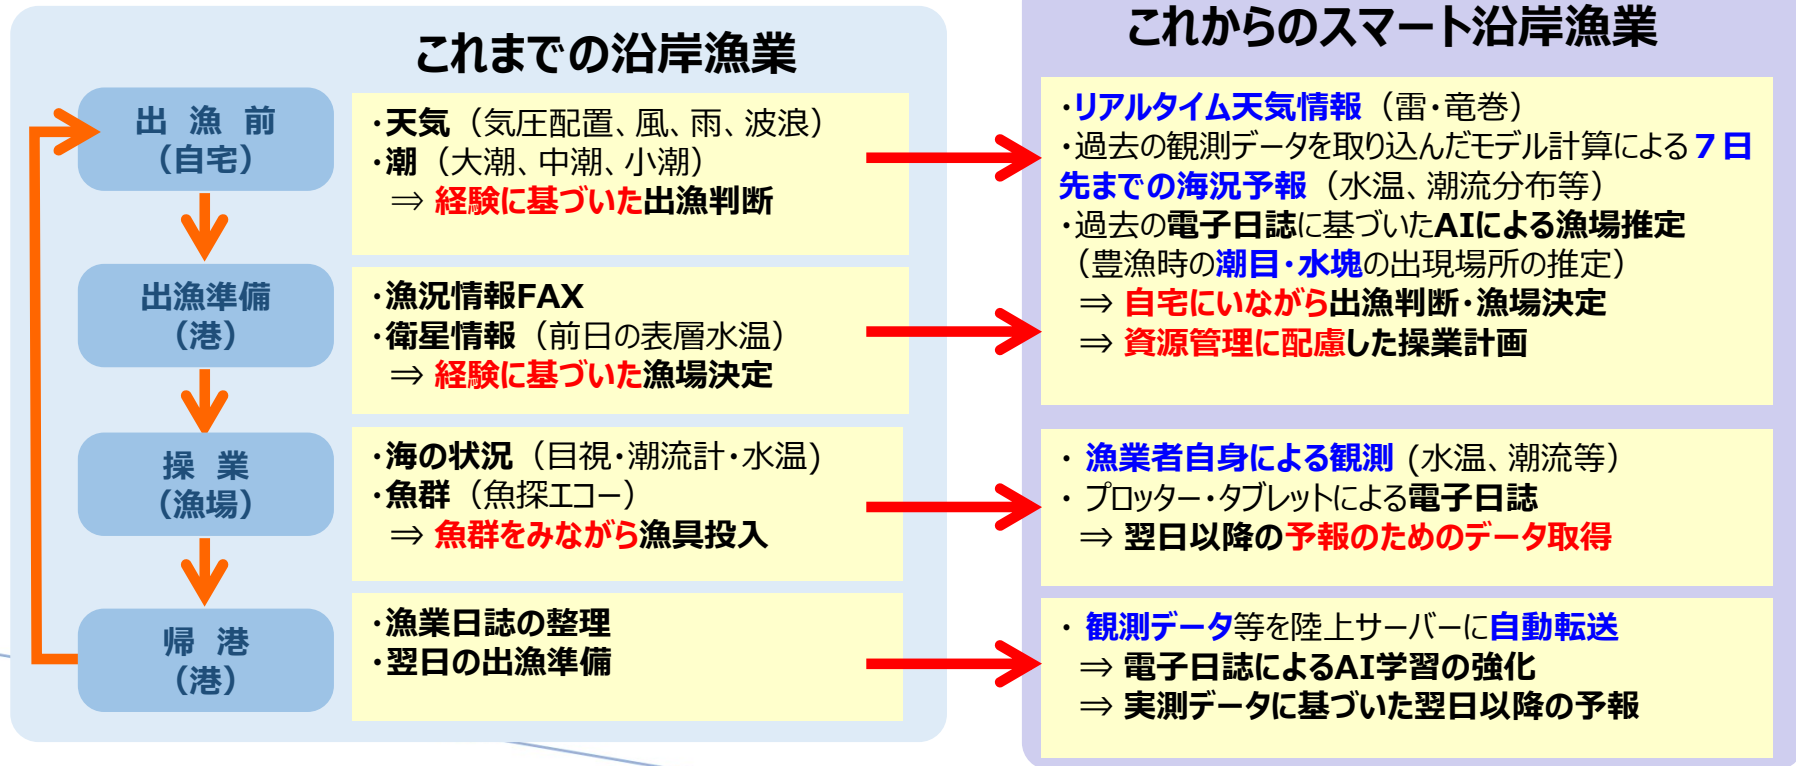 これまでの沿岸漁業
出 漁 前
（自宅）
・天気（気圧配置、風、雨、波浪）
・潮（大潮、中潮、小潮）
⇒ 経験に基づいた出漁判断
出漁準備
（港）
・漁況情報FAX
・衛星情報（前日の表層水温）
⇒ 経験に基づいた漁場決定
操 業
（漁場）
・海の状況（目視・潮流計・水温)
・魚群（魚探エコー）
⇒ 魚群をみながら漁具投入
帰 港
（港）
・漁業日誌の整理
・翌日の出漁準備
これからのスマート沿岸漁業
・リアルタイム天気情報（雷・竜巻）
・過去の観測データを取り込んだモデル計算による７日
先までの海況予報（水温、潮流分布等）
・過去の電子日誌に基づいたAIによる漁場推定
（豊漁時の潮目・水塊の出現場所の推定）
⇒ 自宅にいながら出漁判断・漁場決定
⇒ 資源管理に配慮した操業計画
・ 漁業者自身による観測 (水温、潮流等）
・ プロッター・タブレットによる電子日誌
⇒ 翌日以降の予報のためのデータ取得
・ 観測データ等を陸上サーバーに自動転送
⇒ 電子日誌によるAI学習の強化
⇒ 実測データに基づいた翌日以降の予報